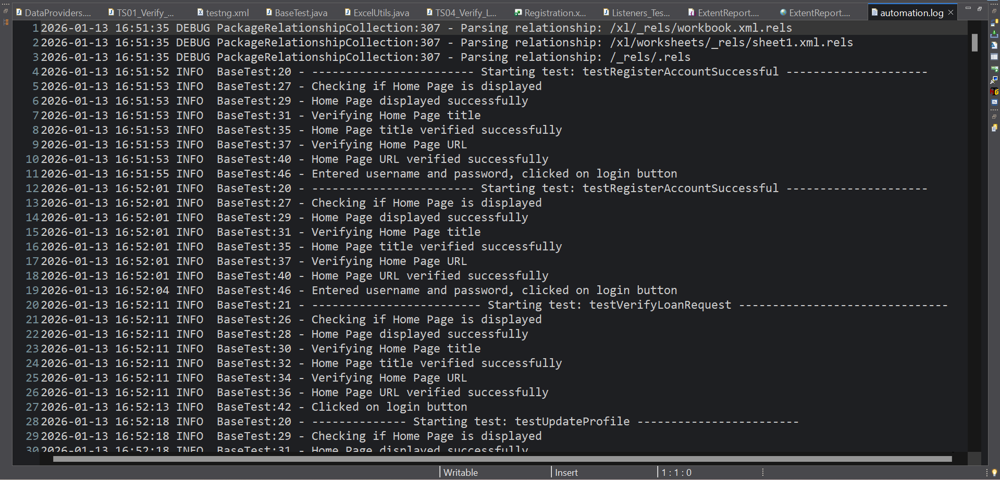 DataProviders....
TS01_Verify_...
testng.xml
BaseTest.java
ExcelUtils.java
TS04_Verify_L...
Registration.x...
Listeners_Tes...
ExtentReport....
ExtentReport....
automation.log
1 2026-01-13 16:51:35 DEBUG PackageRelationshipCollection:307 - Parsing relationship: /xl/_rels/workbook.xml.rels
2 2026-01-13 16:51:35 DEBUG PackageRelationshipCollection:307 - Parsing relationship: /xl/worksheets/_rels/sheet1.xml.rels
3 2026-01-13 16:51:35 DEBUG PackageRelationshipCollection:307 - Parsing relationship: /_rels/.rels
4 2026-01-13 16:51:52 INFO  BaseTest:20 - ------------------------ Starting test: testRegisterAccountSuccessful ---------------------
5 2026-01-13 16:51:53 INFO  BaseTest:27 - Checking if Home Page is displayed
6 2026-01-13 16:51:53 INFO  BaseTest:29 - Home Page displayed successfully
7 2026-01-13 16:51:53 INFO  BaseTest:31 - Verifying Home Page title
8 2026-01-13 16:51:53 INFO  BaseTest:35 - Home Page title verified successfully
9 2026-01-13 16:51:53 INFO  BaseTest:37 - Verifying Home Page URL
10 2026-01-13 16:51:53 INFO  BaseTest:40 - Home Page URL verified successfully
11 2026-01-13 16:51:55 INFO  BaseTest:46 - Entered username and password, clicked on login button
12 2026-01-13 16:52:01 INFO  BaseTest:20 - ------------------------ Starting test: testRegisterAccountSuccessful ---------------------
13 2026-01-13 16:52:01 INFO  BaseTest:27 - Checking if Home Page is displayed
14 2026-01-13 16:52:01 INFO  BaseTest:29 - Home Page displayed successfully
15 2026-01-13 16:52:01 INFO  BaseTest:31 - Verifying Home Page title
16 2026-01-13 16:52:01 INFO  BaseTest:35 - Home Page title verified successfully
17 2026-01-13 16:52:01 INFO  BaseTest:37 - Verifying Home Page URL
18 2026-01-13 16:52:01 INFO  BaseTest:40 - Home Page URL verified successfully
19 2026-01-13 16:52:04 INFO  BaseTest:46 - Entered username and password, clicked on login button
20 2026-01-13 16:52:11 INFO  BaseTest:21 - ------------------------- Starting test: testVerifyLoanRequest -------------------------------
21 2026-01-13 16:52:11 INFO  BaseTest:26 - Checking if Home Page is displayed
22 2026-01-13 16:52:11 INFO  BaseTest:28 - Home Page displayed successfully
23 2026-01-13 16:52:11 INFO  BaseTest:30 - Verifying Home Page title
24 2026-01-13 16:52:11 INFO  BaseTest:32 - Home Page title verified successfully
25 2026-01-13 16:52:11 INFO  BaseTest:34 - Verifying Home Page URL
26 2026-01-13 16:52:11 INFO  BaseTest:36 - Home Page URL verified successfully
27 2026-01-13 16:52:13 INFO  BaseTest:42 - Clicked on login button
28 2026-01-13 16:52:18 INFO  BaseTest:20 - -------------- Starting test: testUpdateProfile ------------------------
29 2026-01-13 16:52:18 INFO  BaseTest:29 - Checking if Home Page is displayed
30 2026-01-13 16:52:18 INFO  BaseTest:31 - Home Page displayed successfully
Writable
Insert
1 : 1 : 0